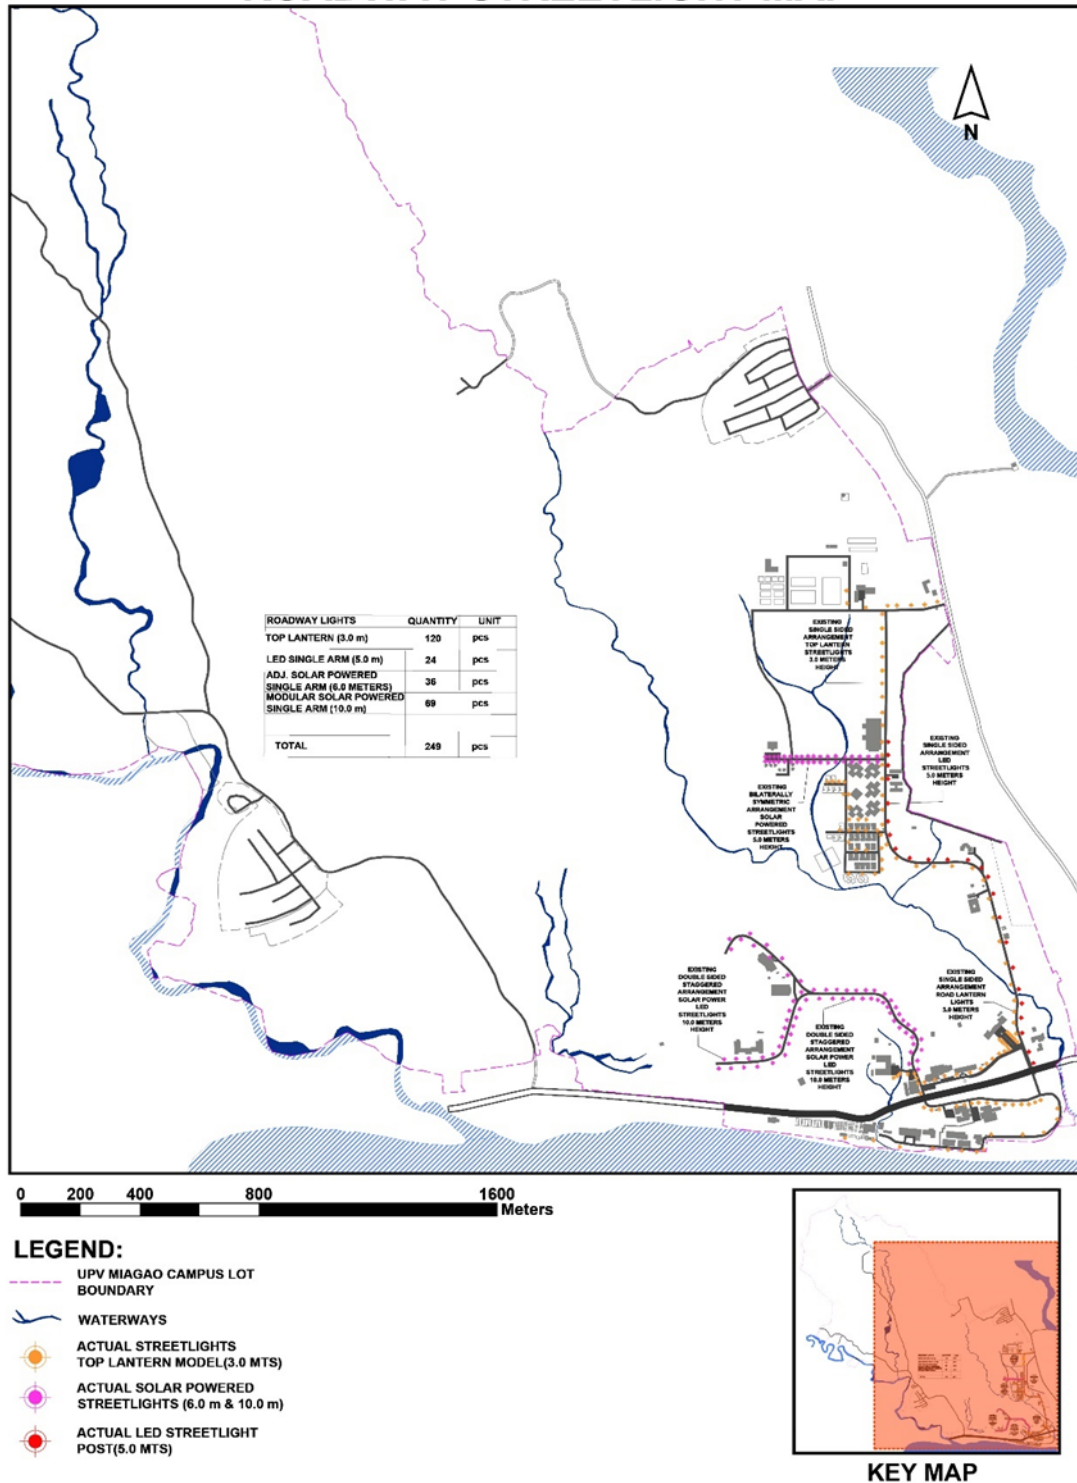 ROADWAY STREETLIGHT MAP
N
ROADWAY LIGHTS QUANTITY UNIT
TOP LANTERN (3.0 m) 120 pcs
LED SINGLE ARM (5.0 m) 24 pcs
ADJ. SOLAR POWERED
SINGLE ARM (6.0 METERS) 36 pcs
MODULAR SOLAR POWERED
SINGLE ARM (10.0 m) 69 pcs
TOTAL 249 pcs
EXISTING
SINGLE SIDED
ARRANGEMENT
TOP LANTERN
STREETLIGHTS
3.0 METERS
HEIGHT
EXISTING
SINGLE SIDED
ARRANGEMENT
LED
STREETLIGHTS
5.0 METERS
HEIGHT
EXISTING
BILATERALLY
SYMMETRIC
ARRANGEMENT
SOLAR
POWERED
STREETLIGHTS
HEIGHT
EXISTING
DOUBLE SIDED
STAGGERED
ARRANGEMENT
SOLAR POWER
LED
STREETLIGHTS
10.0 METERS
HEIGHT
EXISTING
DOUBLE SIDED
STAGGERED
ARRANGEMENT
SOLAR POWER
LED
STREETLIGHTS
10.0 METERS
HEIGHT
EXISTING
SINGLE SIDED
ARRANGEMENT
ROAD LANTERN
LIGHTS
HEIGHT
0 200 400 800 1600
Meters
LEGEND:
UPV MIAGAO CAMPUS LOT
BOUNDARY
WATERWAYS
ACTUAL STREETLIGHTS
TOP LANTERN MODEL(3.0 MTS)
ACTUAL SOLAR POWERED
STREETLIGHTS (6.0 m & 10.0 m)
ACTUAL LED STREETLIGHT
POST(5.0 MTS)
KEY MAP